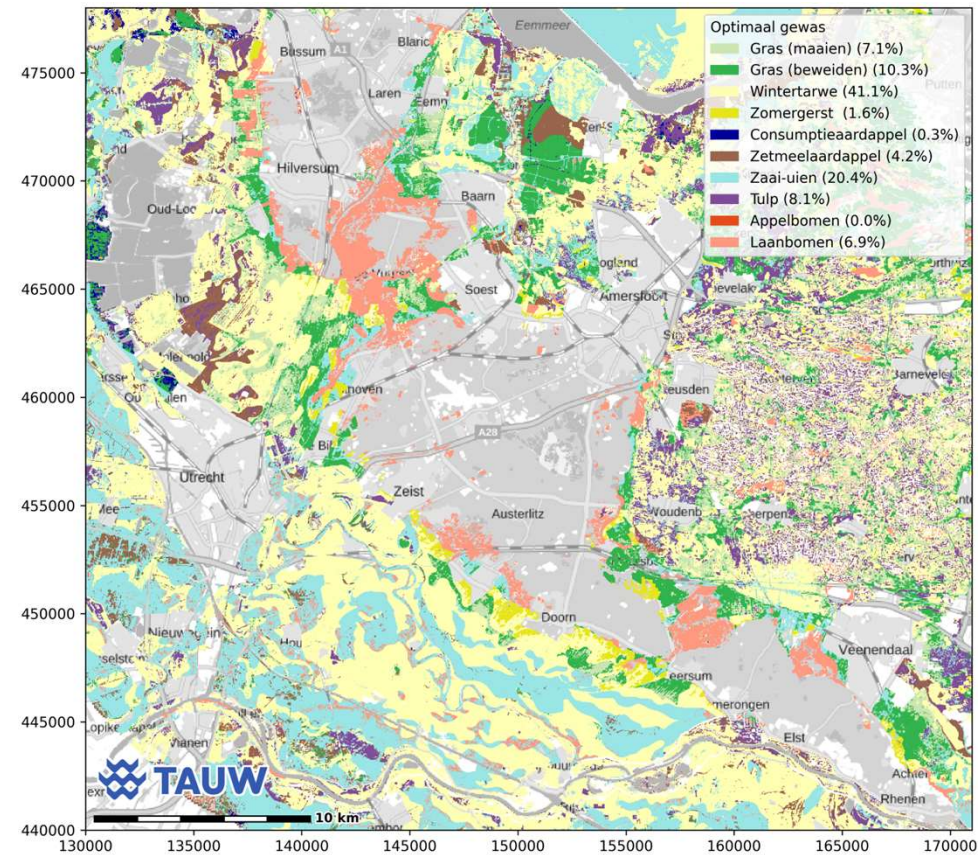 Eemmeer
Optimaal gewas
Gras (maaien) (7.1%)
Gras (beweiden) (10.3%)
Wintertarwe (41.1%)
Zomergerst (1.6%)
Consumptieaardappel (0.3%)
Zetmeelaardappel (4.2%)
Zaai-uien (20.4%)
Tulp (8.1%)
Appelbomen (0.0%)
Laanbomen (6.9%)
475000
470000
465000
460000
455000
450000
445000
440000
Bussum
A1
Blaric
Laren
Putten
Hilversum
Baarn
Oud-Loo
Soest
Amersfoort
A28
Utrecht
Zeist
Austerlitz
Woudenb
Doorn
Veenendaal
Elst
Rhenen
TAUW
10 km
130000 135000 140000 145000 150000 155000 160000 165000 170000